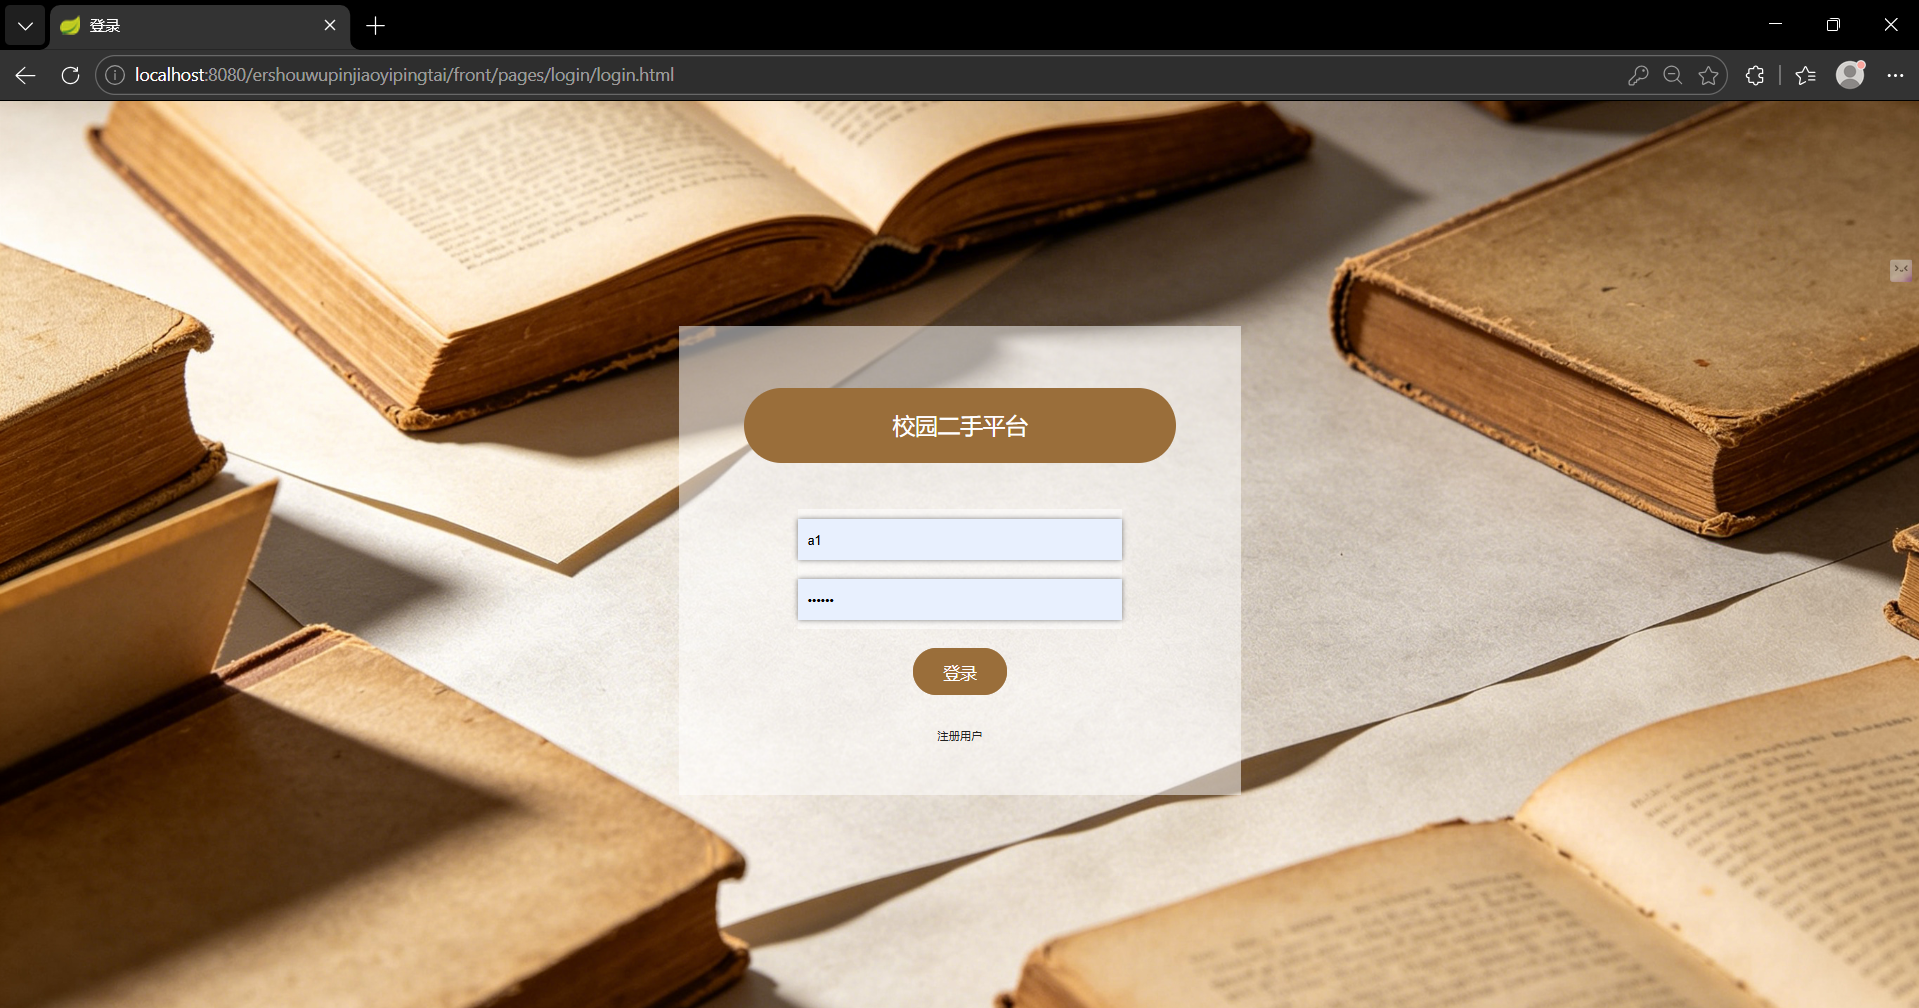 登录
localhost:8080/ershouwupinjiaoyipingtai/front/pages/login/login.html
校园二手平台
a1
••••••
登录
注册用户